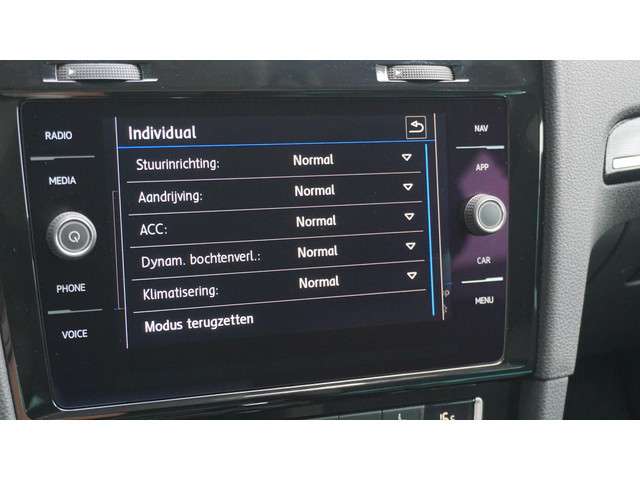 Individual
RADIO
MEDIA
PHONE
VOICE
Stuurinrichting: Normal
Aandrijving: Normal
ACC: Normal
Dynam. bochtenverl.: Normal
Klimatisering: Normal
Modus terugzetten
NAV
APP
CAR
MENU